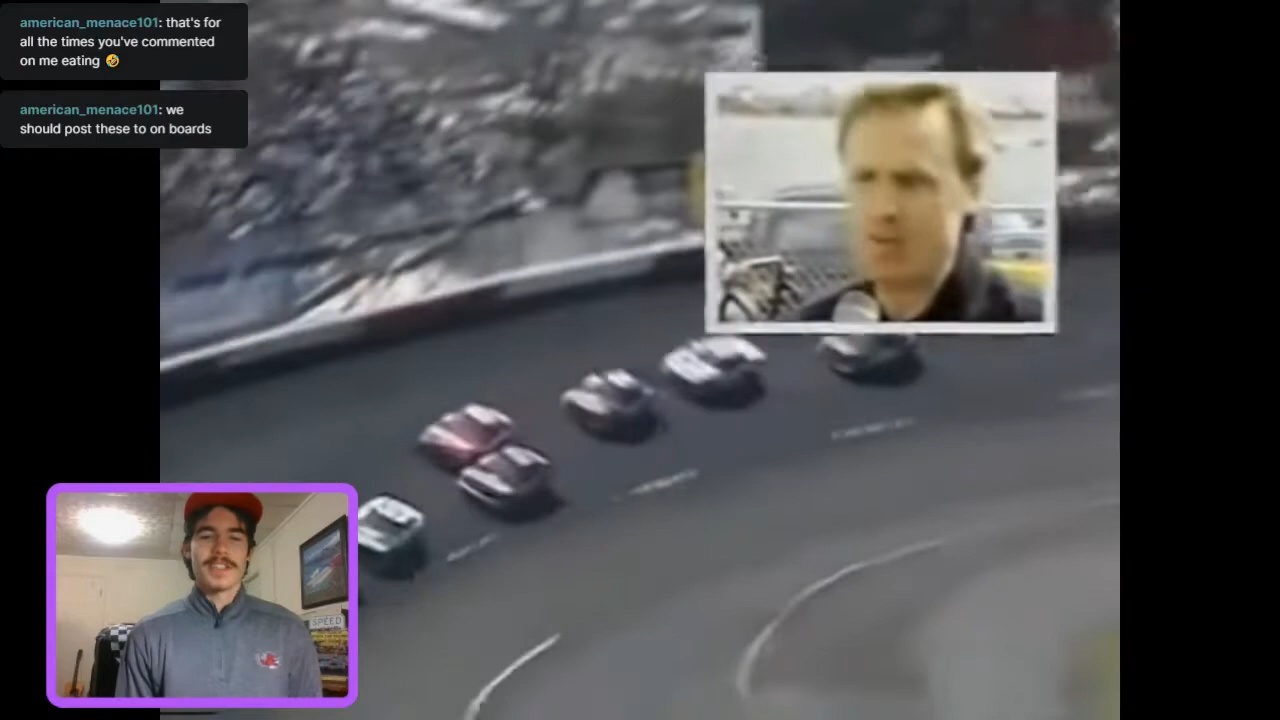 american_menace101: that's for
all the times you've commented
on me eating 🤣
american_menace101: we
should post these to on boards
SPEED